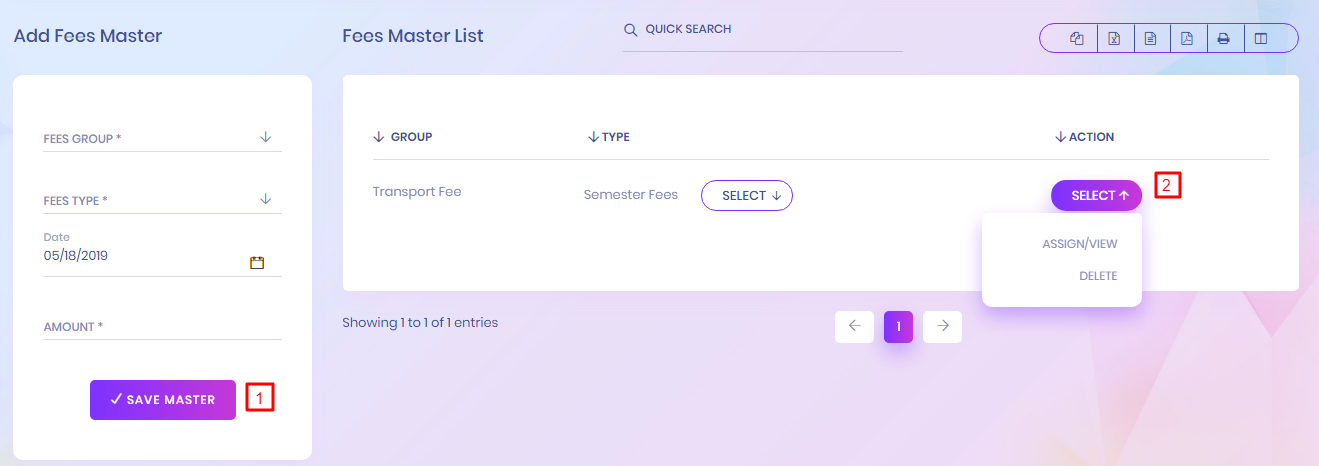 Add Fees Master
Fees Master List
QUICK SEARCH
FEES GROUP *
FEES TYPE *
Date
05/18/2019
AMOUNT *
SAVE MASTER
1
GROUP
TYPE
ACTION
Transport Fee
Semester Fees
SELECT
SELECT
2
ASSIGN/VIEW
DELETE
Showing 1 to 1 of 1 entries
1